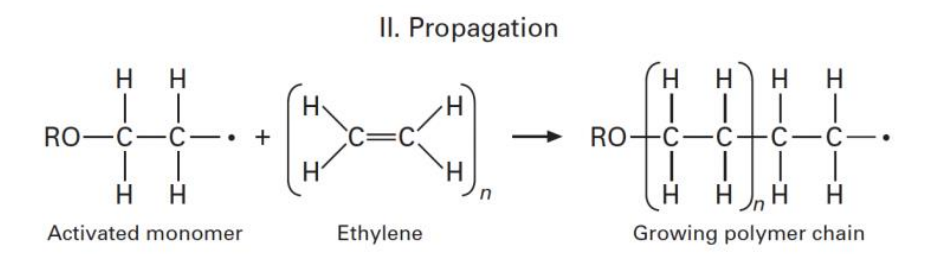 II. Propagation
H H H H H H H H
RO—C—C—· + C=C → RO—C—C—C—C—·
H H H H n H H n H H
Activated monomer Ethylene Growing polymer chain